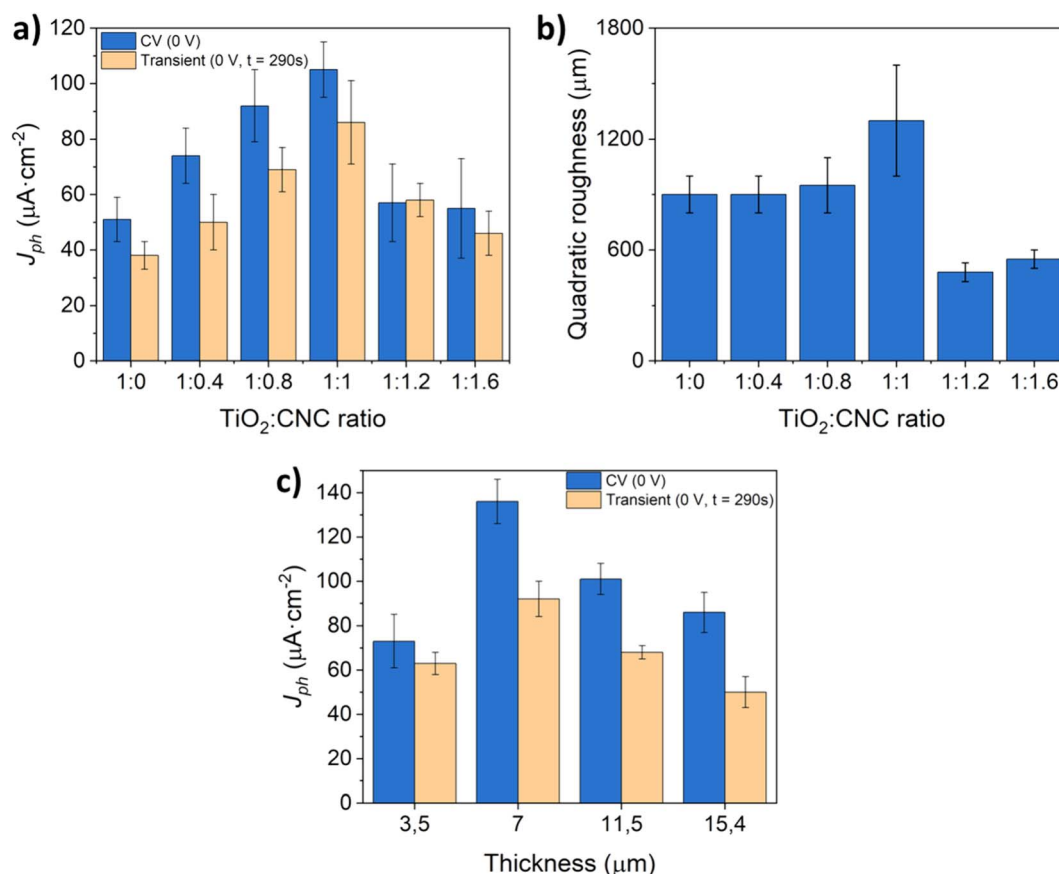 a)
CV (0 V)
Transient (0 V, t = 290s)
J_ph (μA·cm⁻²)
120
100
80
60
40
20
0
1:0 1:0.4 1:0.8 1:1 1:1.2 1:1.6
TiO₂:CNC ratio
b)
Quadratic roughness (μm)
1800
1200
600
0
1:0 1:0.4 1:0.8 1:1 1:1.2 1:1.6
TiO₂:CNC ratio
c)
CV (0 V)
Transient (0 V, t = 290s)
J_ph (μA·cm⁻²)
140
120
100
80
60
40
20
0
3,5 7 11,5 15,4
Thickness (μm)